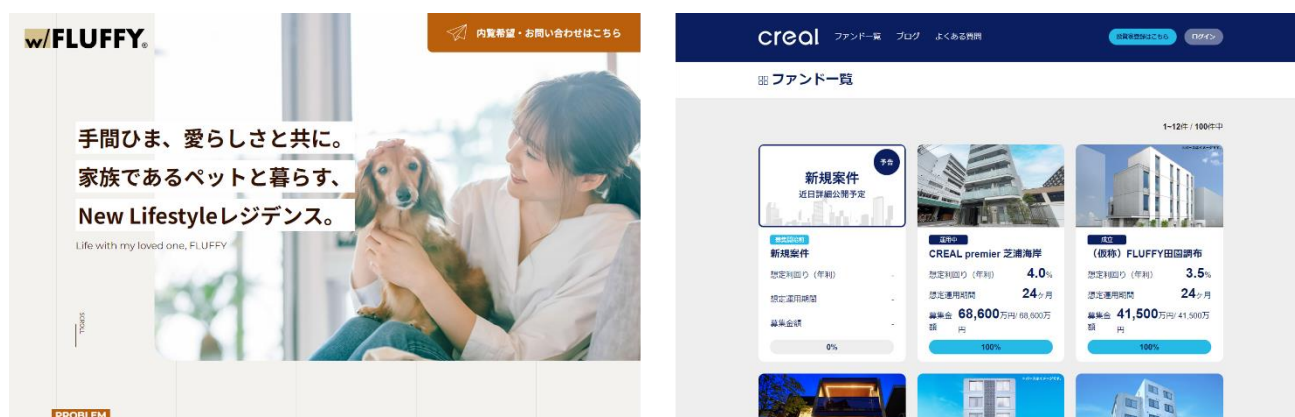 w/FLUFFY®
内覧希望・お問い合わせはこちら
手間ひま、愛らしさと共に。
家族であるペットと暮らす、
New Lifestyleレジデンス。
Life with my loved one, FLUFFY
SCROLL
PROBLEM
creal
ファンド一覧 ブログ よくある質問
投資家登録はこちら ログイン
ファンド一覧
1~12件 / 100件中
予告
新規案件
近日詳細公開予定
新規案件
想定利回り（年利） -
想定運用期間 -
募集金額 -
0%
運用中
CREAL premier 芝浦海岸
想定利回り（年利） 4.0%
想定運用期間 24ヶ月
募集金額 68,600万円/ 68,600万円
100%
成立
（仮称）FLUFFY田園調布
想定利回り（年利） 3.5%
想定運用期間 24ヶ月
募集金額 41,500万円/ 41,500万円
100%